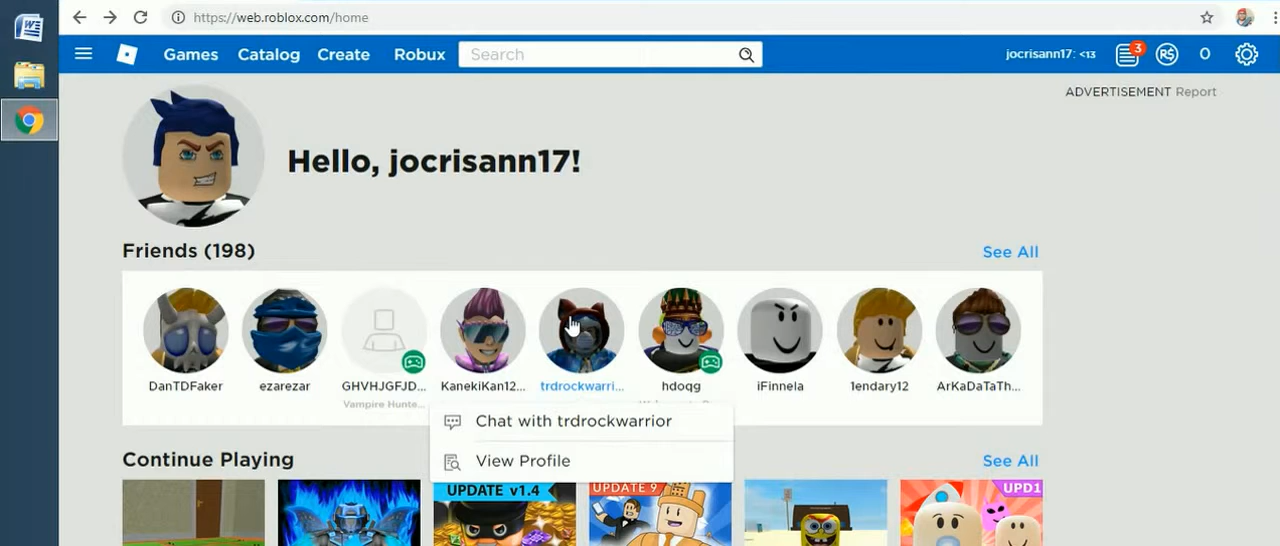 https://web.roblox.com/home
Games Catalog Create Robux Search jocrisann17: <13 3 0
ADVERTISEMENT Report
Hello, jocrisann17!
Friends (198) See All
DanTDFaker ezarezar GHVHJGFJD... KanekiKan12... trdrockwarri... hdoqg iFinnela 1endary12 ArKaDaTaTh...
Vampire Hunte...
Chat with trdrockwarrior
View Profile
Continue Playing See All
UPDATE v1.4 UPDATE 9 UPD1